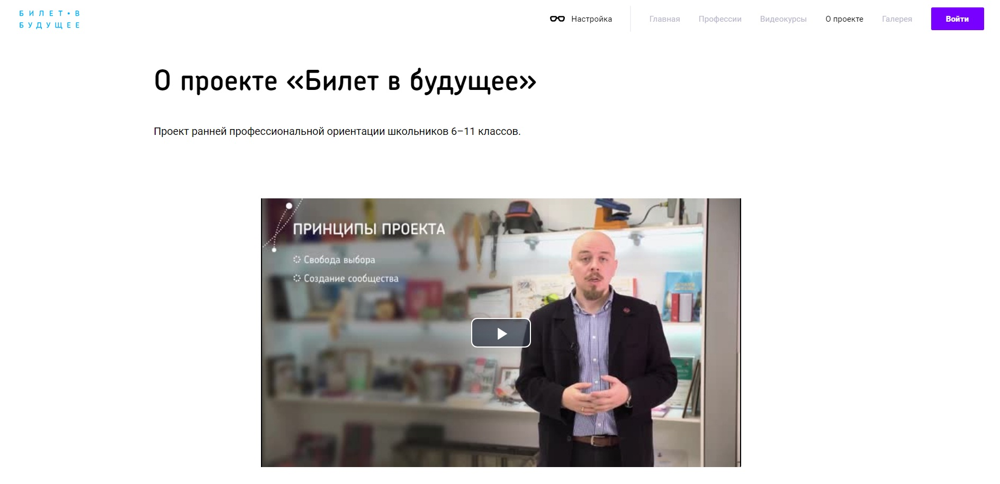 БИЛЕТ•В
БУДУЩЕЕ
Настройка
Главная
Профессии
Видеокурсы
О проекте
Галерея
Войти
О проекте «Билет в будущее»
Проект ранней профессиональной ориентации школьников 6–11 классов.
ПРИНЦИПЫ ПРОЕКТА
Свобода выбора
Создание сообщества